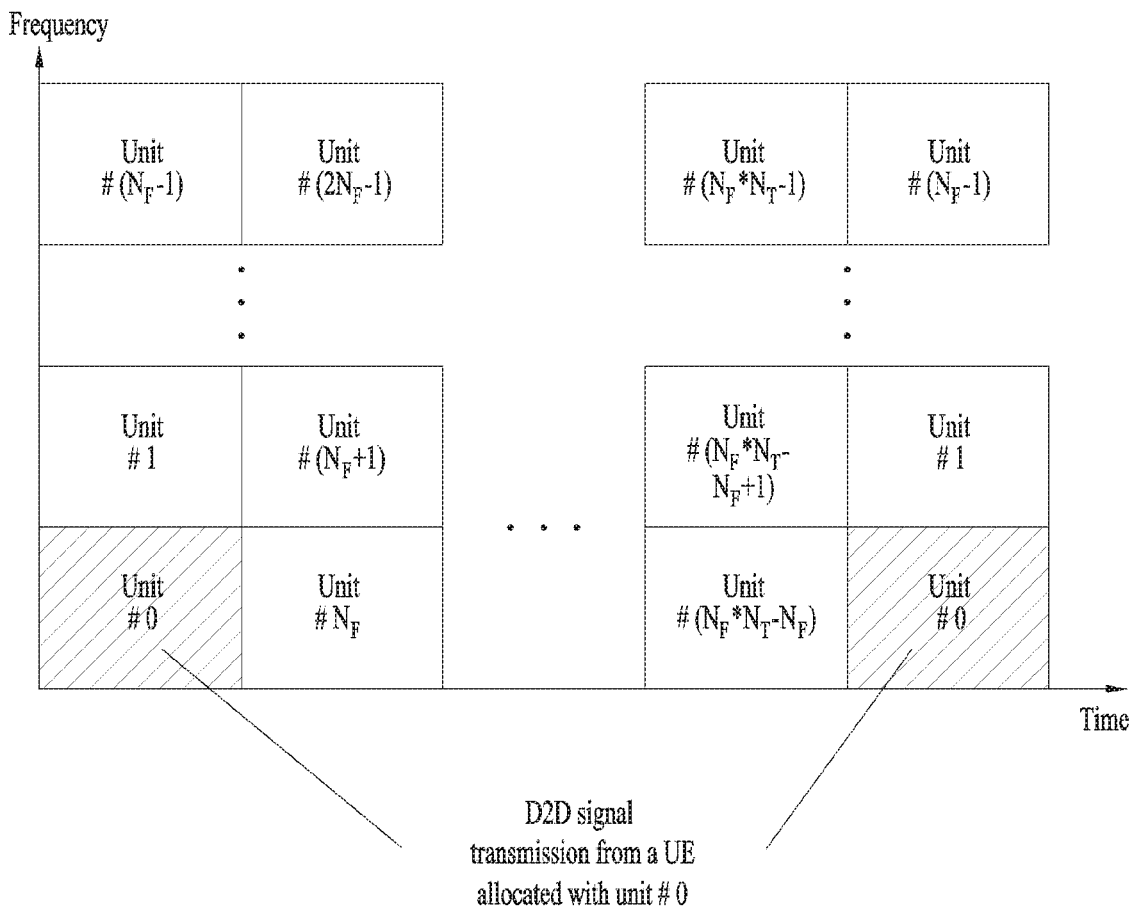 Frequency
Unit
# (N_F-1)
Unit
# (2N_F-1)
Unit
# (N_F*N_T-1)
Unit
# (N_F-1)
Unit
# 1
Unit
# (N_F+1)
Unit
# (N_F*N_T-
N_F+1)
Unit
# 1
Unit
# 0
Unit
# N_F
Unit
# (N_F*N_T-N_F)
Unit
# 0
Time
D2D signal
transmission from a UE
allocated with unit # 0